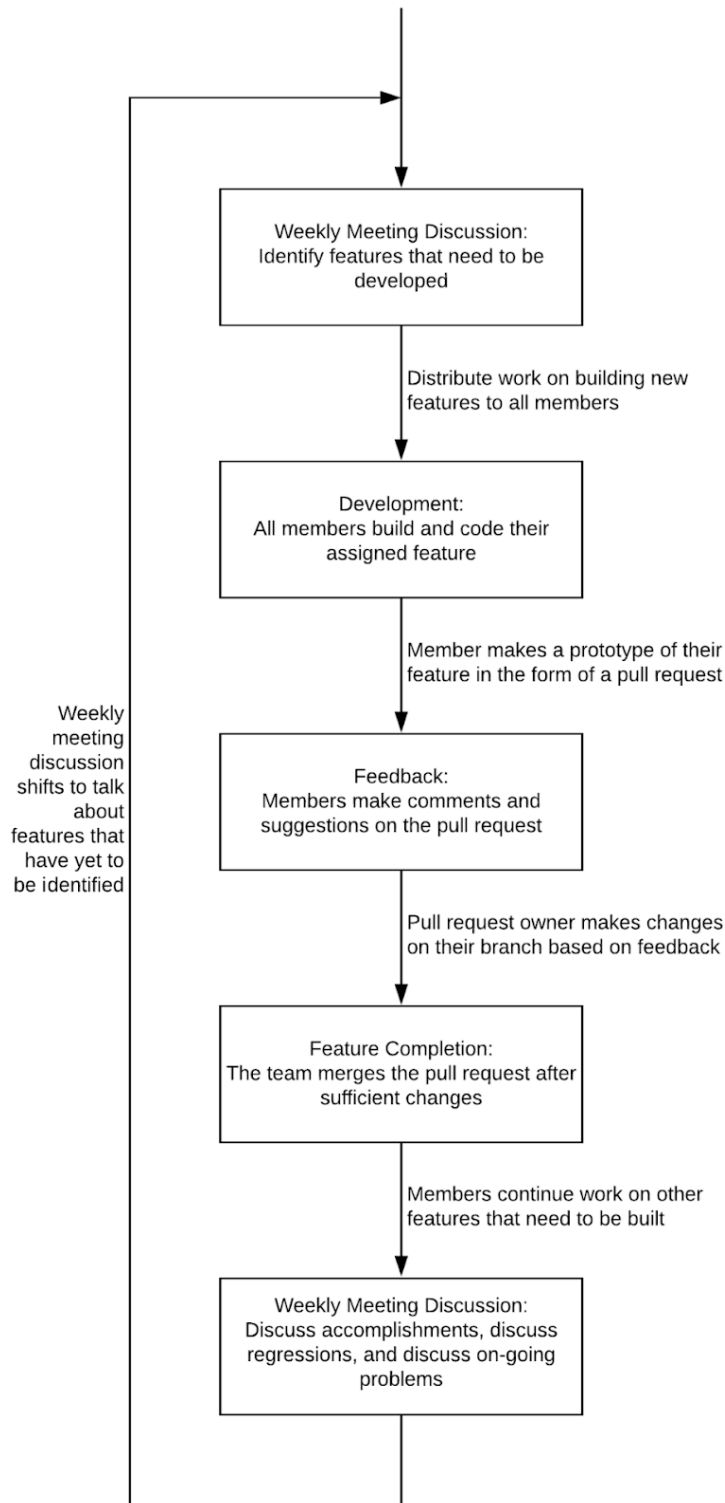 Weekly Meeting Discussion:
Identify features that need to be
developed
Distribute work on building new
features to all members
Development:
All members build and code their
assigned feature
Member makes a prototype of their
feature in the form of a pull request
Weekly
meeting
discussion
shifts to talk
about
features that
have yet to
be identified
Feedback:
Members make comments and
suggestions on the pull request
Pull request owner makes changes
on their branch based on feedback
Feature Completion:
The team merges the pull request after
sufficient changes
Members continue work on other
features that need to be built
Weekly Meeting Discussion:
Discuss accomplishments, discuss
regressions, and discuss on-going
problems